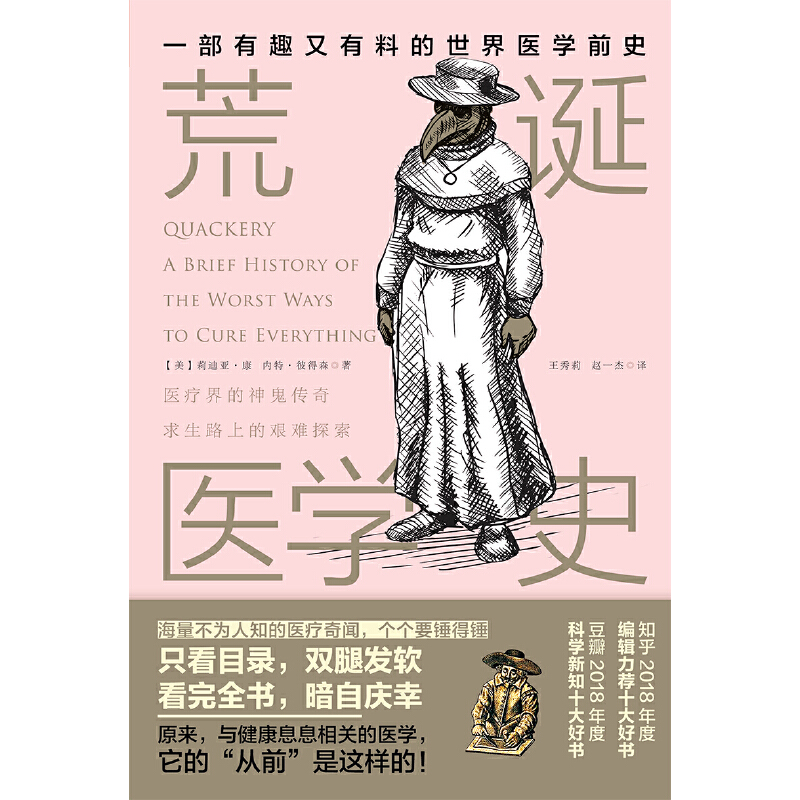 一部有趣又有料的世界医学前史
荒诞
QUACKERY
A BRIEF HISTORY OF
THE WORST WAYS
TO CURE EVERYTHING
【美】莉迪亚·康 内特·彼得森◎著
王秀莉 赵一杰◎译
医疗界的神鬼传奇
求生路上的艰难探索
医学史
海量不为人知的医疗奇闻，个个要锤得锤
只看目录，双腿发软
看完全书，暗自庆幸
原来，与健康息息相关的医学，
它的“从前”是这样的！
知乎2018年度
编辑力荐十大好书
豆瓣2018年度
科学新知十大好书